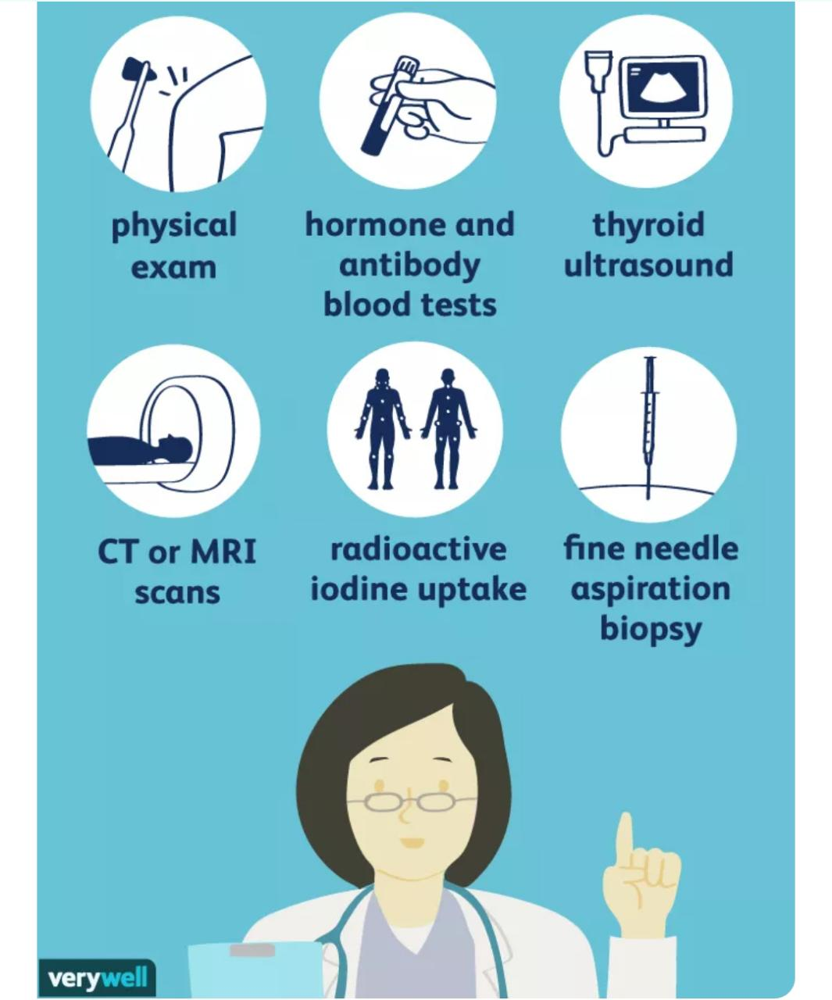 physical
exam
hormone and
antibody
blood tests
thyroid
ultrasound
CT or MRI
scans
radioactive
iodine uptake
fine needle
aspiration
biopsy
verywell